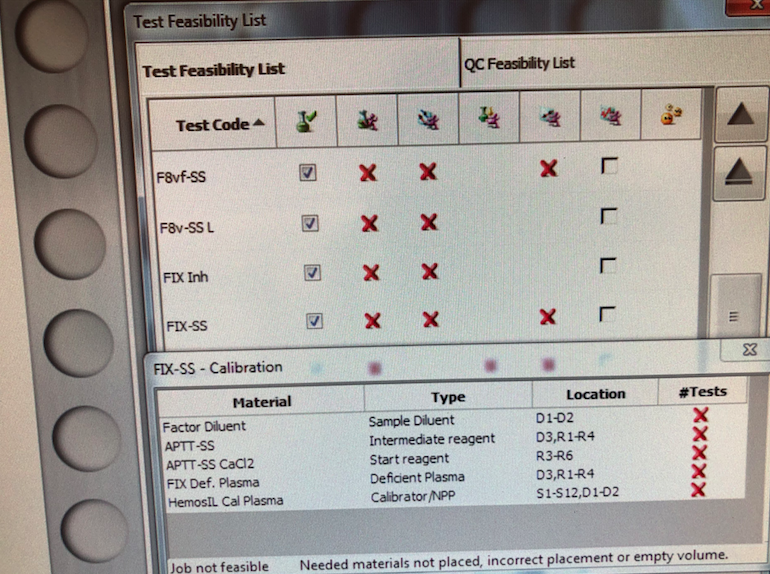 Test Feasibility List
Test Feasibility List QC Feasibility List
Test Code
F8vf-SS
F8v-SS L
FIX Inh
FIX-SS
FIX-SS - Calibration
Material Type Location #Tests
Factor Diluent Sample Diluent D1-D2
APTT-SS Intermediate reagent D3,R1-R4
APTT-SS CaCl2 Start reagent R3-R6
FIX Def. Plasma Deficient Plasma D3,R1-R4
HemosIL Cal Plasma Calibrator/NPP S1-S12,D1-D2
Job not feasible Needed materials not placed, incorrect placement or empty volume.